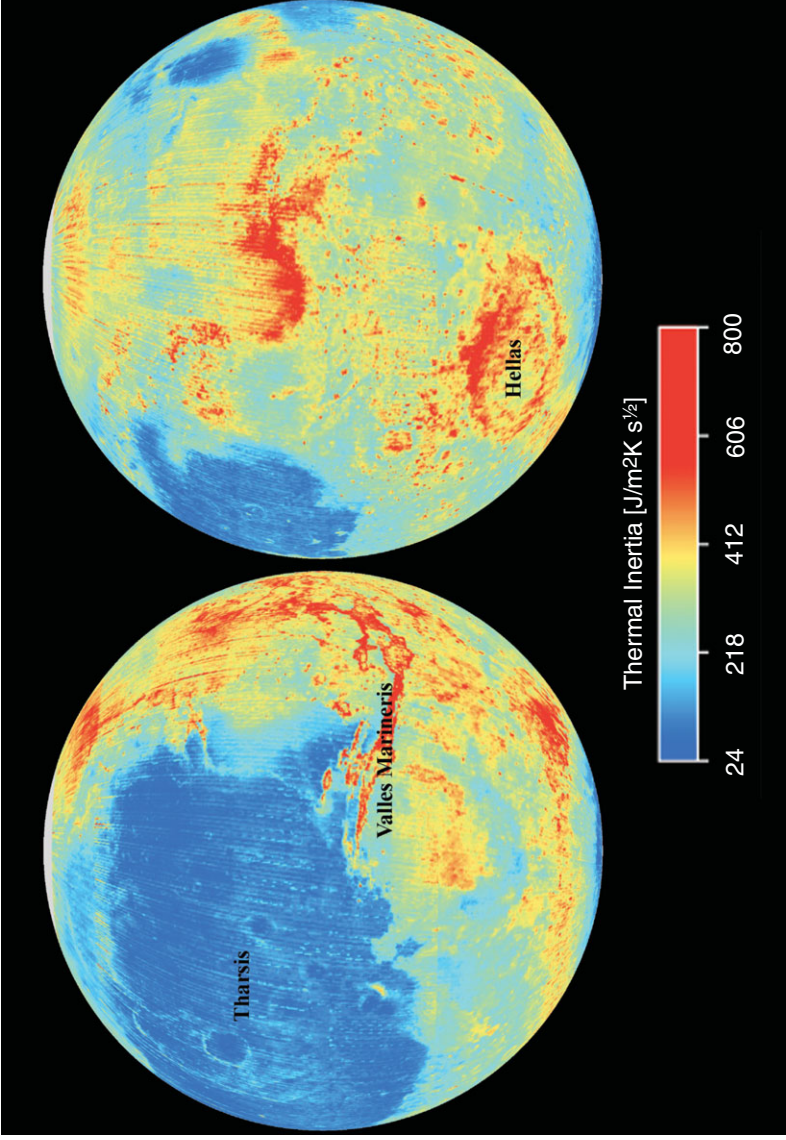 Tharsis
Valles Marineris
Hellas
Thermal Inertia [J/m2K s½]
24 218 412 606 800